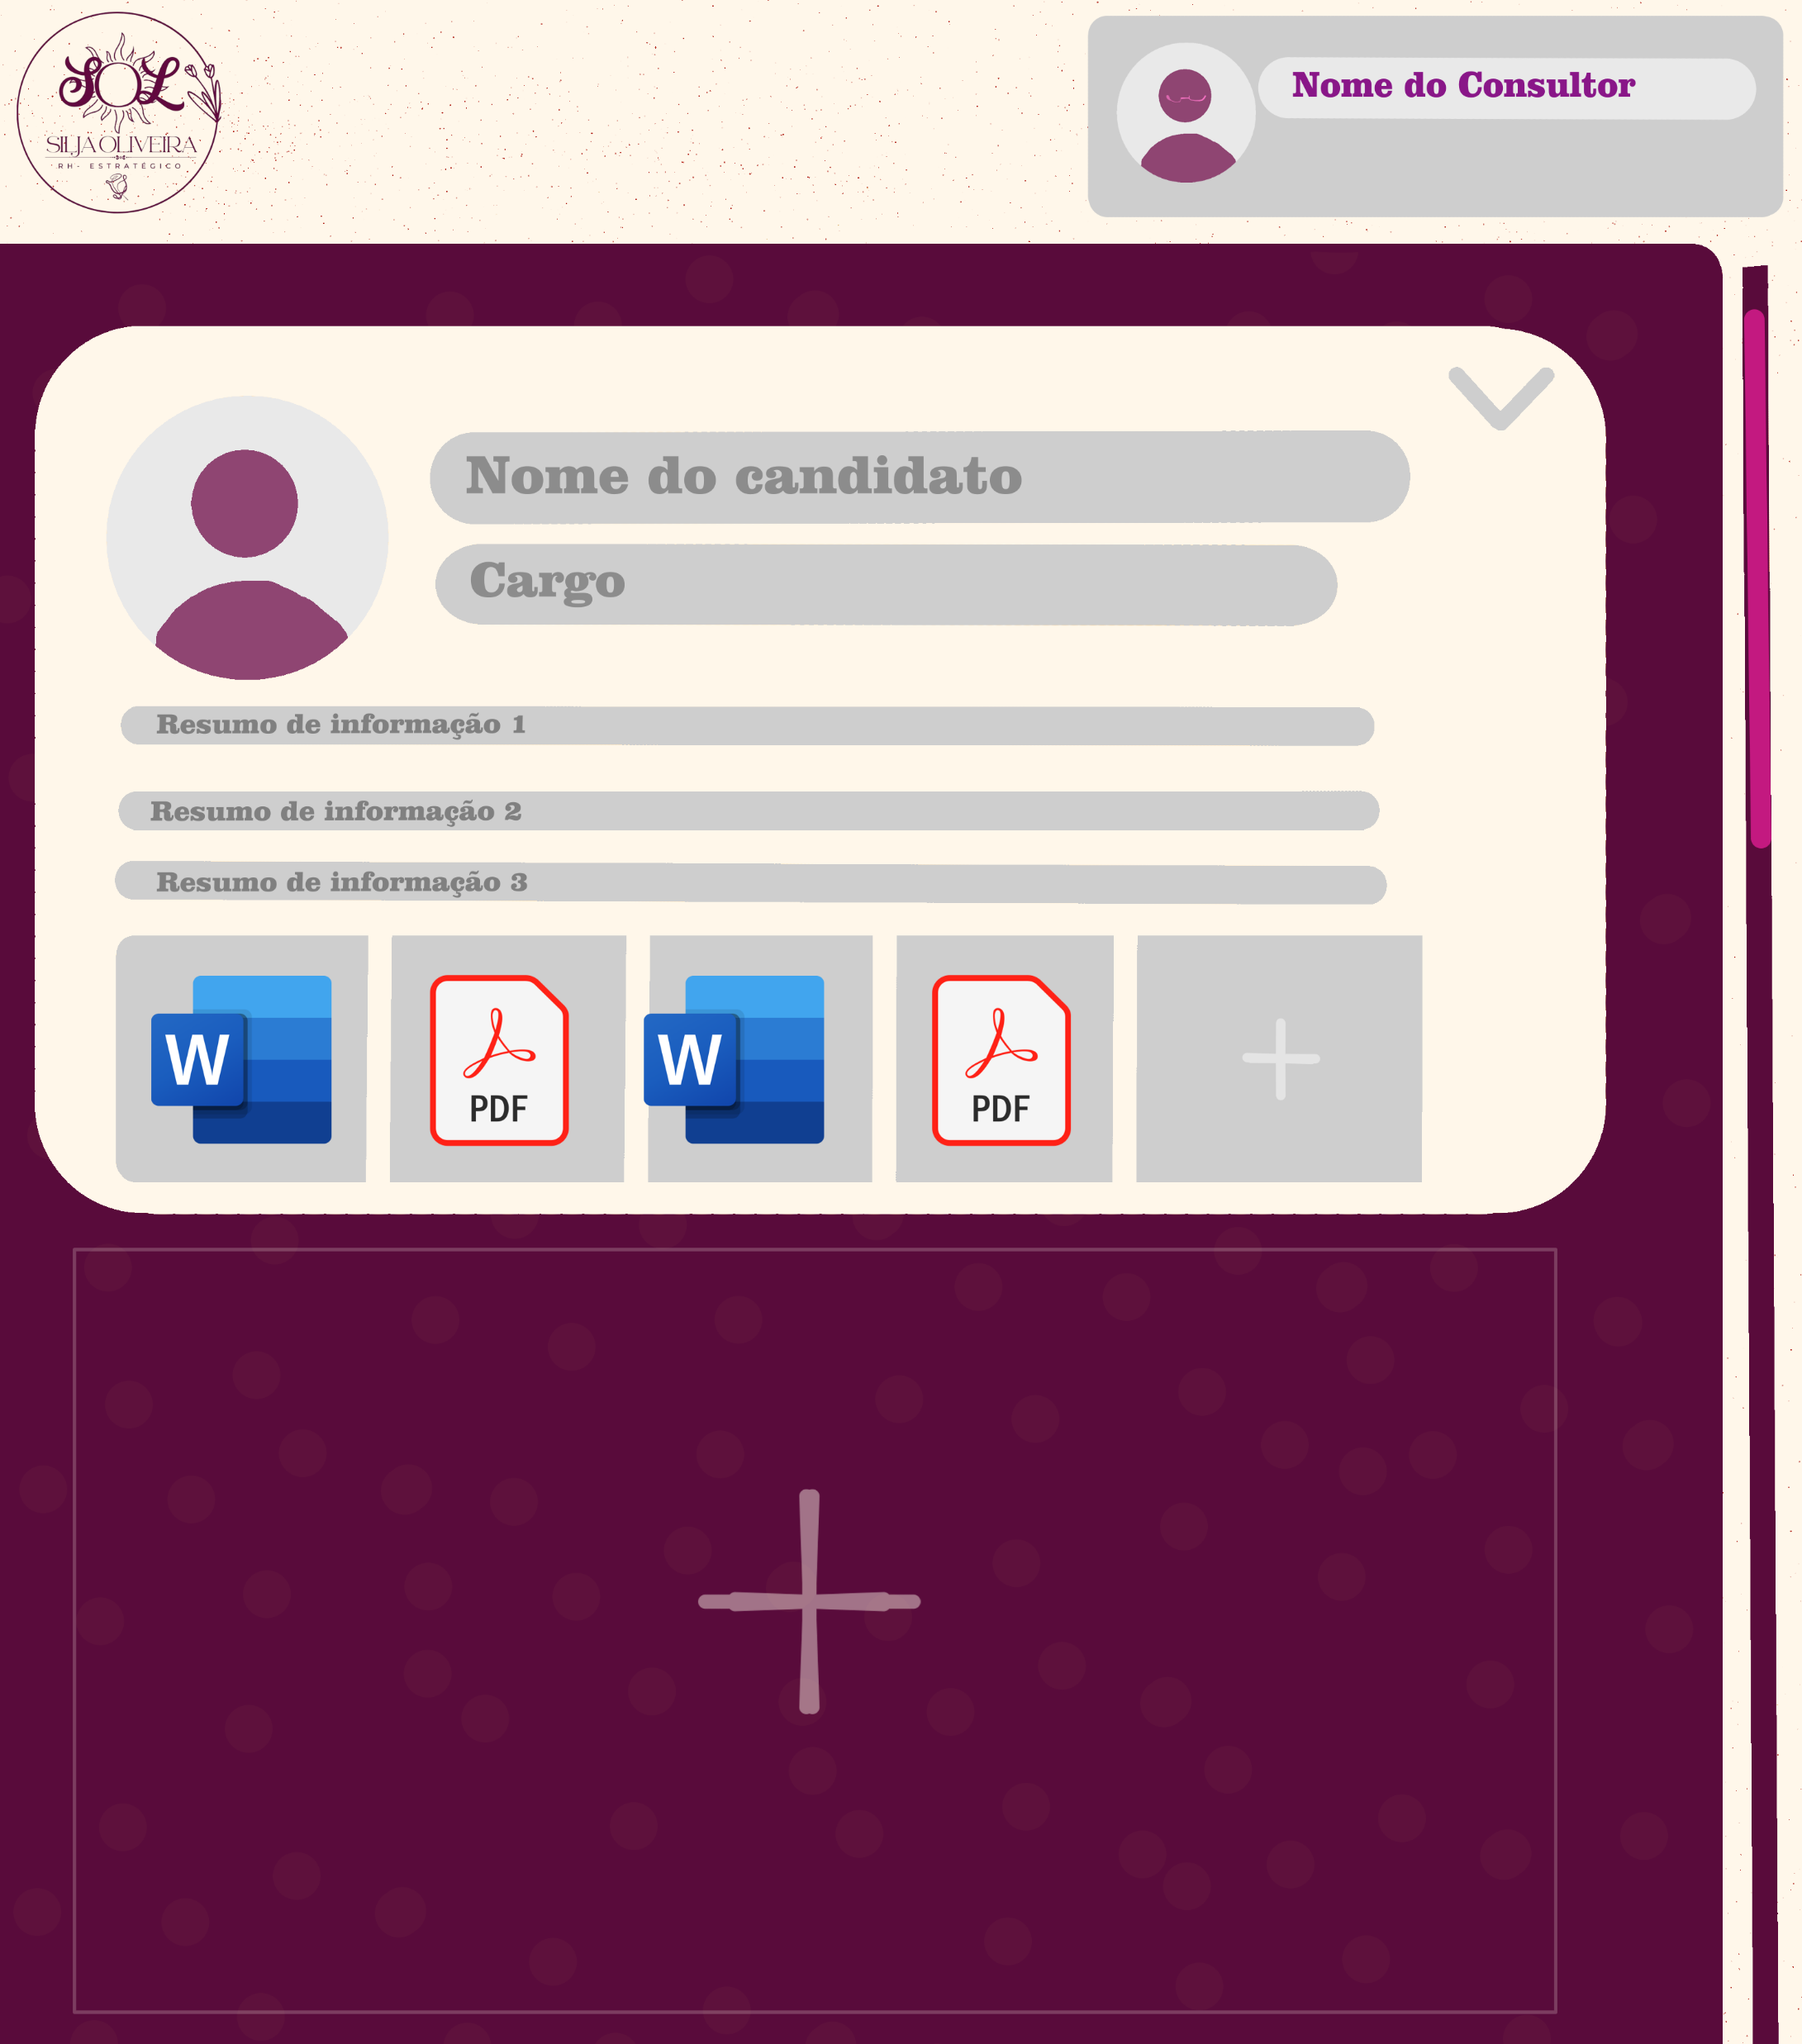 SOL
SILJA OLIVEIRA
RH- ESTRATÉGICO
Nome do Consultor
Nome do candidato
Cargo
Resumo de informação 1
Resumo de informação 2
Resumo de informação 3
W PDF W PDF